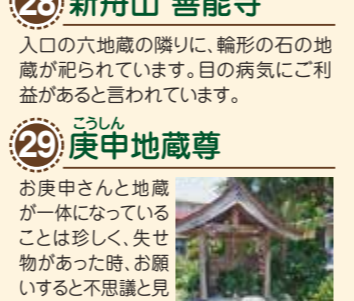 28 新舟山 善能寺
入口の六地蔵の隣りに、輪形の石の地
蔵が祀られています。目の病気にご利
益があると言われています。
こうしん
29 庚申地蔵尊
お庚申さんと地蔵
が一体になっている
ことは珍しく、失せ
物があった時、お願
いすると不思議と見